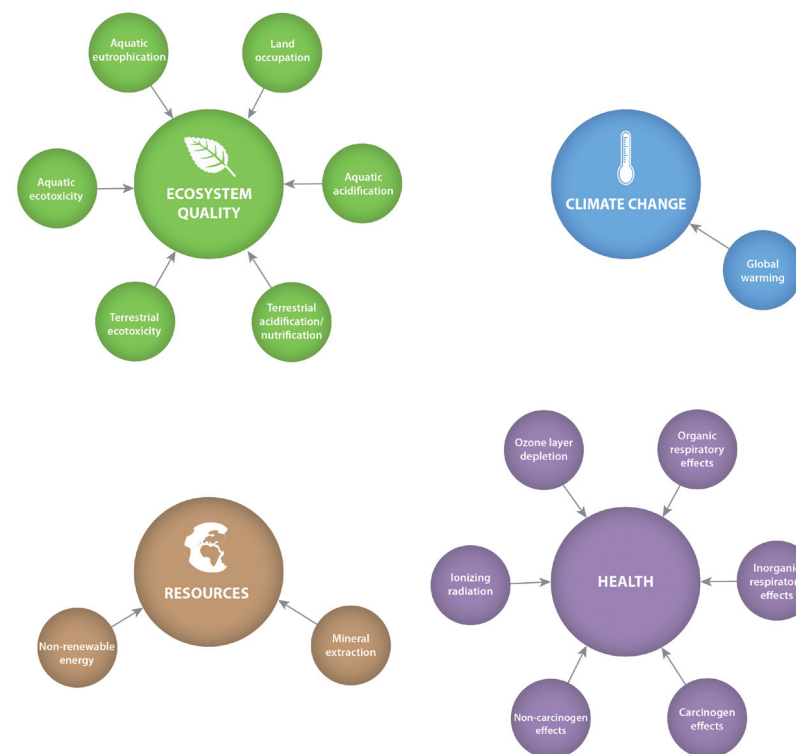 Aquatic
eutrophication
Land
occupation
Aquatic
ecotoxicity
ECOSYSTEM
QUALITY
Aquatic
acidification
Terrestrial
ecotoxicity
Terrestrial
acidification/
nutrification
CLIMATE CHANGE
Global
warming
RESOURCES
Non-renewable
energy
Mineral
extraction
Ozone layer
depletion
Organic
respiratory
effects
Ionizing
radiation
HEALTH
Inorganic
respirator
effects
Non-carcinogen
effects
Carcinogen
effects